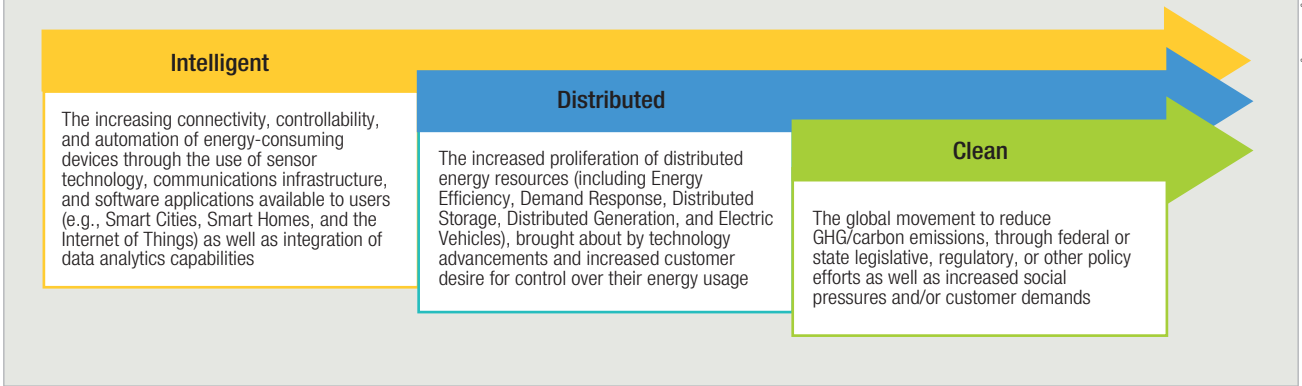 Intelligent
The increasing connectivity, controllability,
and automation of energy-consuming
devices through the use of sensor
technology, communications infrastructure,
and software applications available to users
(e.g., Smart Cities, Smart Homes, and the
Internet of Things) as well as integration of
data analytics capabilities
Distributed
The increased proliferation of distributed
energy resources (including Energy
Efficiency, Demand Response, Distributed
Storage, Distributed Generation, and Electric
Vehicles), brought about by technology
advancements and increased customer
desire for control over their energy usage
Clean
The global movement to reduce
GHG/carbon emissions, through federal or
state legislative, regulatory, or other policy
efforts as well as increased social
pressures and/or customer demands